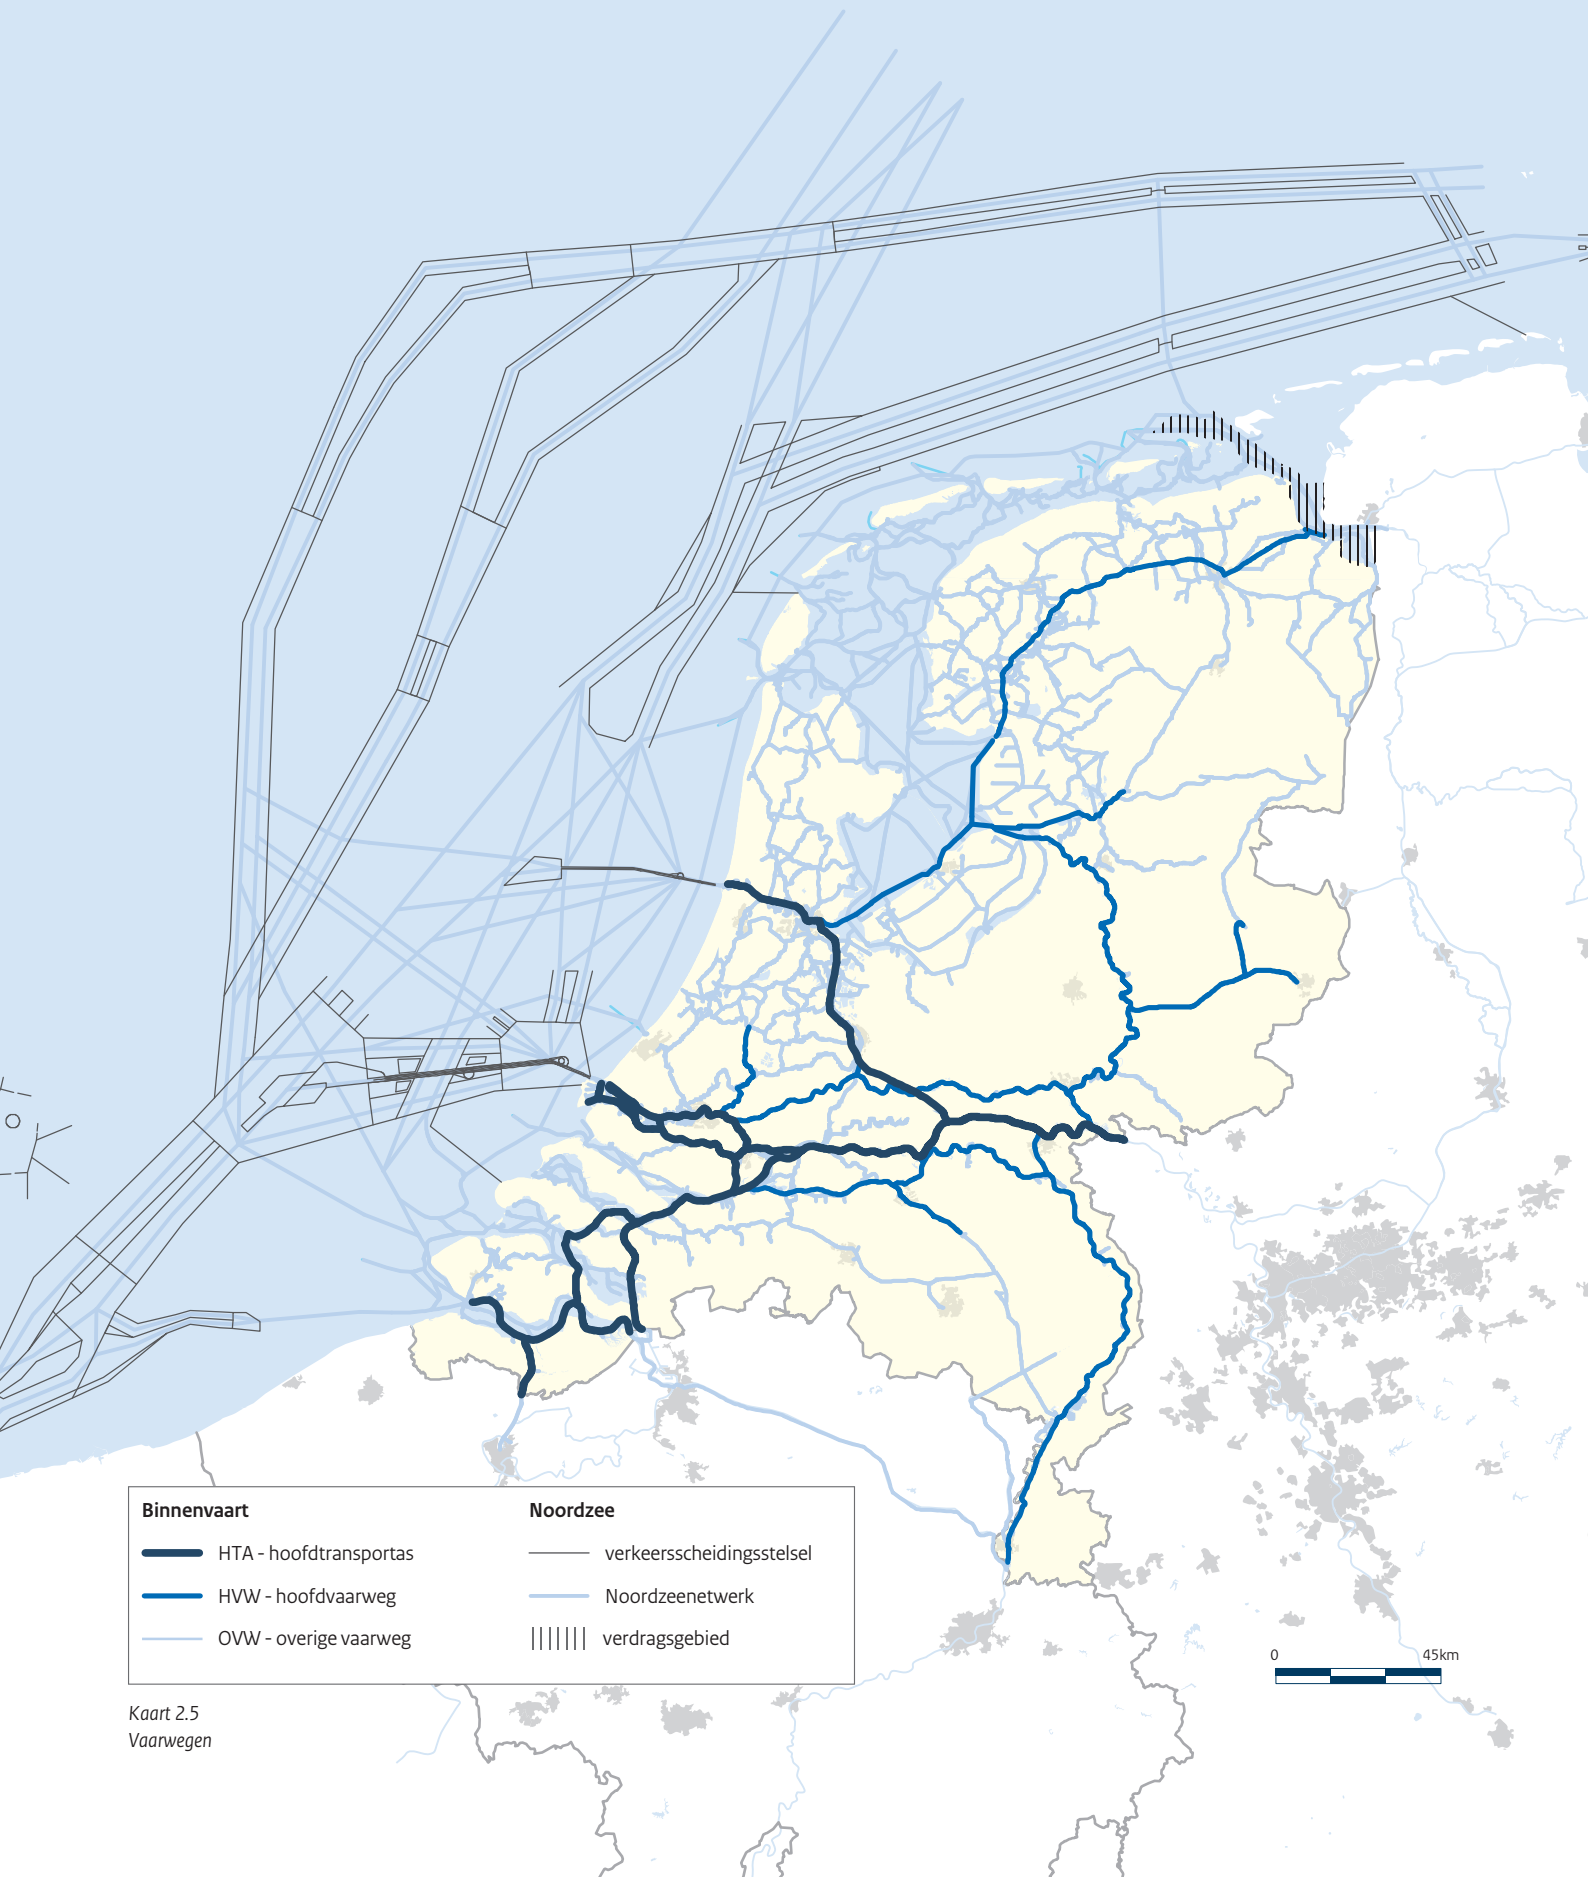 Binnenvaart
HTA - hoofdtransportas
HVW - hoofdvaarweg
OVW - overige vaarweg
Noordzee
verkeersscheidingsstelsel
Noordzeenetwerk
verdragsgebied
0 45km
Kaart 2.5
Vaarwegen